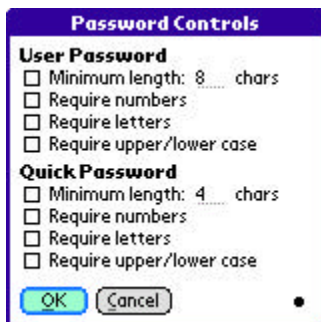 Password Controls
User Password
Minimum length: 8 chars
Require numbers
Require letters
Require upper/lower case
Quick Password
Minimum length: 4 chars
Require numbers
Require letters
Require upper/lower case
OK Cancel